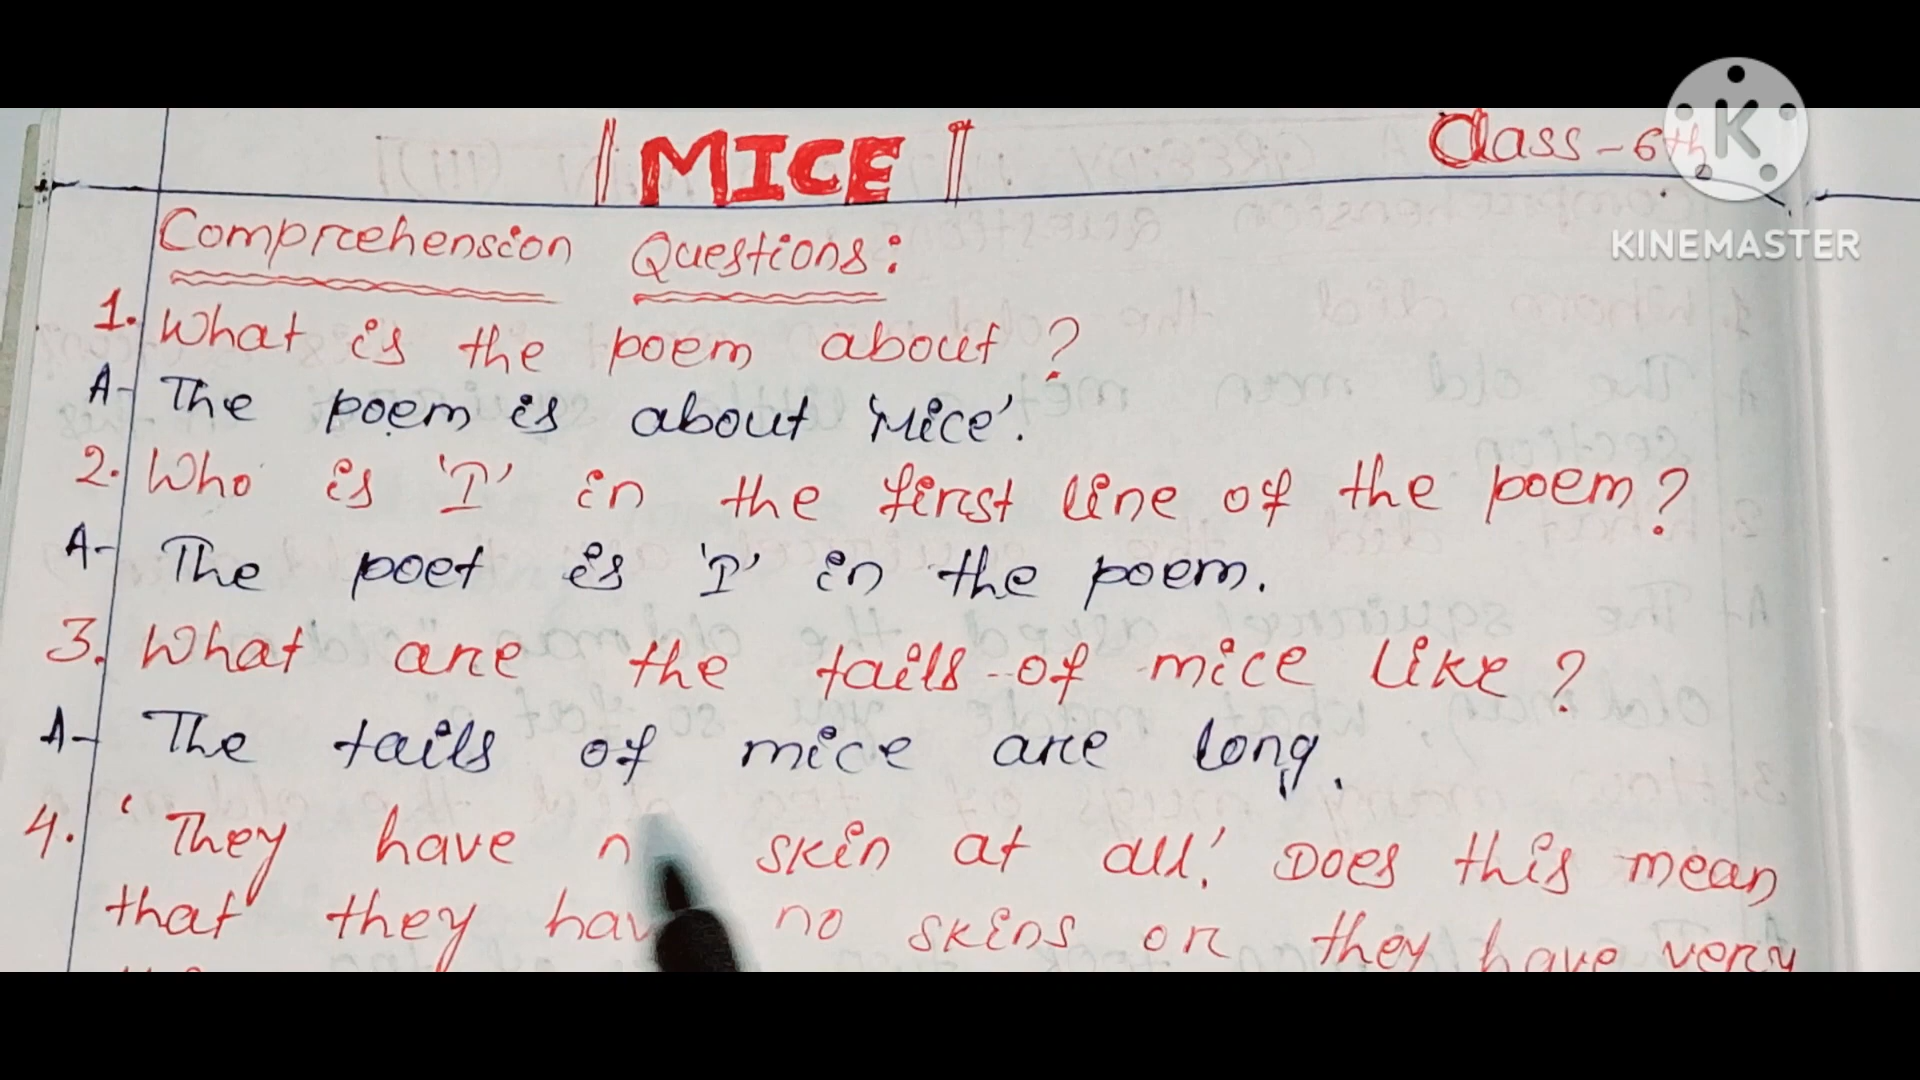 MICE
Class - 6th
K
KINEMASTER
Comprehension Questions:
1. What is the poem about?
A- The poem is about 'Mice'.
2. Who is 'I' in the first line of the poem?
A- The poet is 'I' in the poem.
3. What are the tails of mice like?
A- The tails of mice are long.
4. 'They have skin at all'. Does this mean
that they no skins or they have very